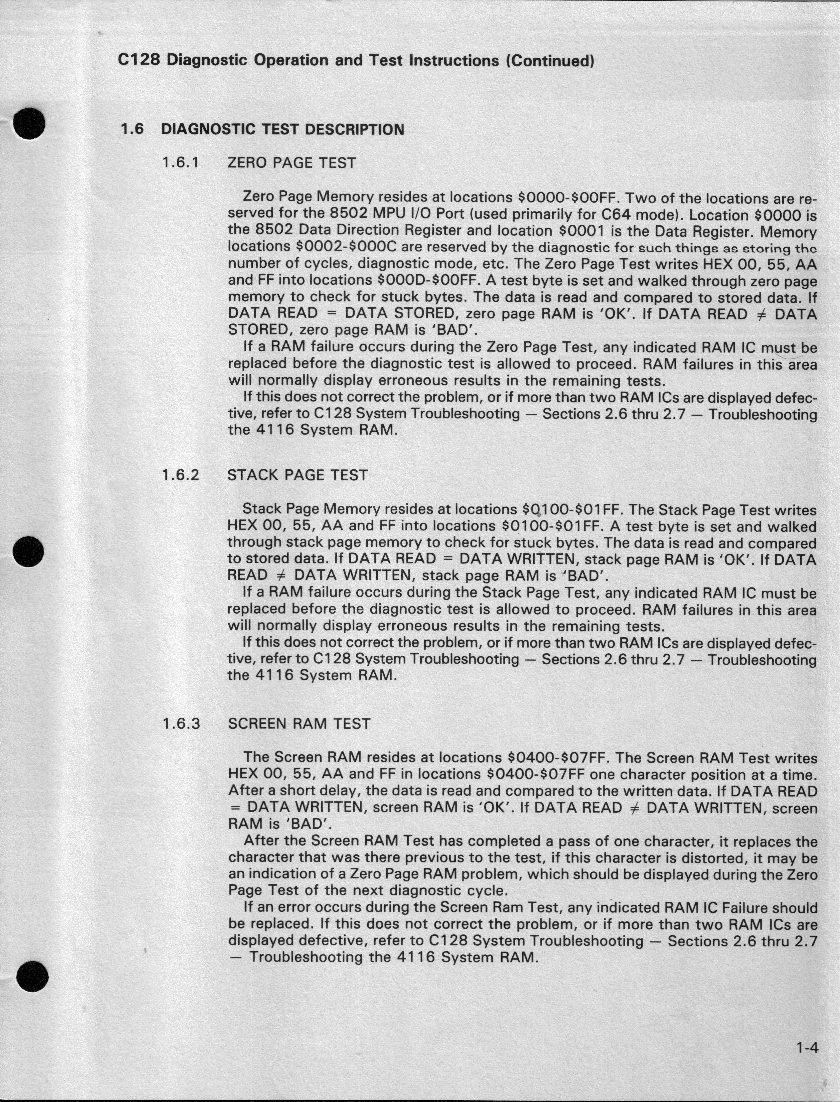 C128 Diagnostic Operation and Test Instructions (Continued)
1.6 DIAGNOSTIC TEST DESCRIPTION
1.6.1 ZERO PAGE TEST
Zero Page Memory resides at locations $0000-$00FF. Two of the locations are re-
served for the 8502 MPU I/O Port (used primarily for C64 mode). Location $0000 is
the 8502 Data Direction Register and location $0001 is the Data Register. Memory
locations $0002-$000C are reserved by the diagnostic for such things as storing the
number of cycles, diagnostic mode, etc. The Zero Page Test writes HEX 00, 55, AA
and FF into locations $000D-$00FF. A test byte is set and walked through zero page
memory to check for stuck bytes. The data is read and compared to stored data. If
DATA READ = DATA STORED, zero page RAM is 'OK'. If DATA READ ≠ DATA
STORED, zero page RAM is 'BAD'.
If a RAM failure occurs during the Zero Page Test, any indicated RAM IC must be
replaced before the diagnostic test is allowed to proceed. RAM failures in this area
will normally display erroneous results in the remaining tests.
If this does not correct the problem, or if more than two RAM ICs are displayed defec-
tive, refer to C128 System Troubleshooting — Sections 2.6 thru 2.7 — Troubleshooting
the 4116 System RAM.
1.6.2 STACK PAGE TEST
Stack Page Memory resides at locations $0100-$01FF. The Stack Page Test writes
HEX 00, 55, AA and FF into locations $0100-$01FF. A test byte is set and walked
through stack page memory to check for stuck bytes. The data is read and compared
to stored data. If DATA READ = DATA WRITTEN, stack page RAM is 'OK'. If DATA
READ ≠ DATA WRITTEN, stack page RAM is 'BAD'.
If a RAM failure occurs during the Stack Page Test, any indicated RAM IC must be
replaced before the diagnostic test is allowed to proceed. RAM failures in this area
will normally display erroneous results in the remaining tests.
If this does not correct the problem, or if more than two RAM ICs are displayed defec-
tive, refer to C128 System Troubleshooting — Sections 2.6 thru 2.7 — Troubleshooting
the 4116 System RAM.
1.6.3 SCREEN RAM TEST
The Screen RAM resides at locations $0400-$07FF. The Screen RAM Test writes
HEX 00, 55, AA and FF in locations $0400-$07FF one character position at a time.
After a short delay, the data is read and compared to the written data. If DATA READ
= DATA WRITTEN, screen RAM is 'OK'. If DATA READ ≠ DATA WRITTEN, screen
RAM is 'BAD'.
After the Screen RAM Test has completed a pass of one character, it replaces the
character that was there previous to the test, if this character is distorted, it may be
an indication of a Zero Page RAM problem, which should be displayed during the Zero
Page Test of the next diagnostic cycle.
If an error occurs during the Screen Ram Test, any indicated RAM IC Failure should
be replaced. If this does not correct the problem, or if more than two RAM ICs are
displayed defective, refer to C128 System Troubleshooting — Sections 2.6 thru 2.7
— Troubleshooting the 4116 System RAM.
1-4